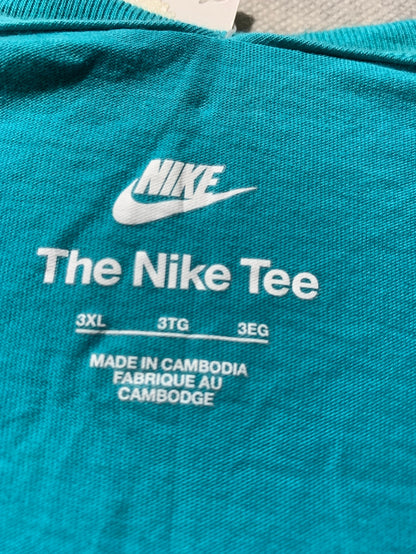 NIKE
The Nike Tee
3XL 3TG 3EG
MADE IN CAMBODIA
FABRIQUE AU
CAMBODGE